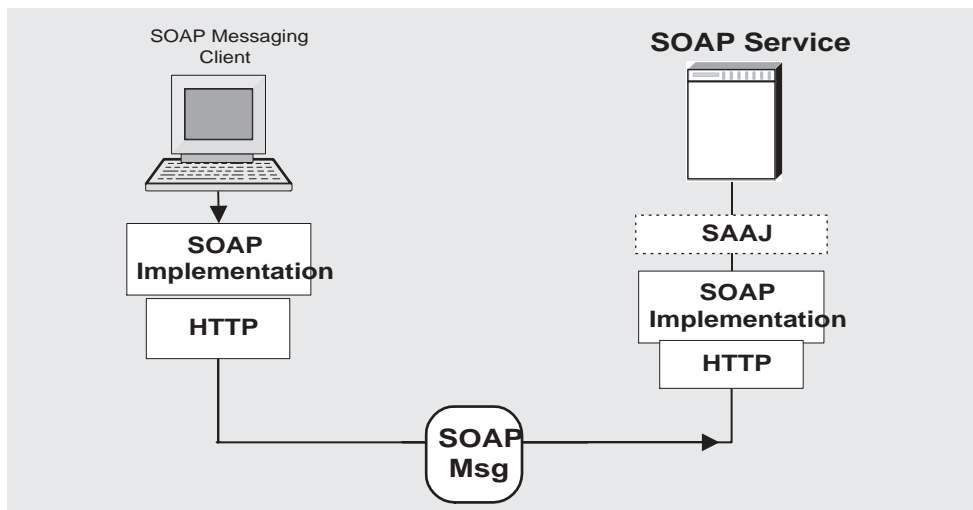 SOAP Messaging
Client
SOAP Service
SOAP
Implementation
HTTP
SAAJ
SOAP
Implementation
HTTP
SOAP
Msg